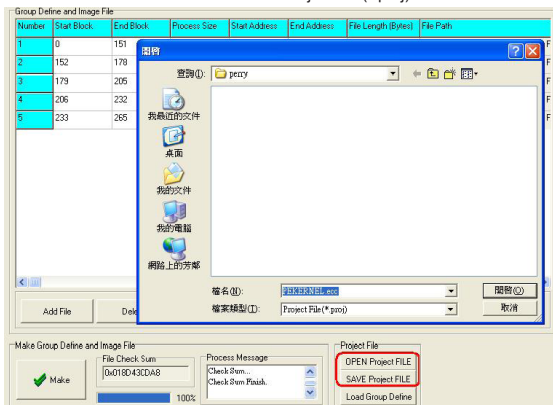 Group Define and Image File
Number Start Block End Block Process Size Start Address End Address File Length (Bytes) File Path
1 0 151 F
2 152 178 F
3 179 205 F
4 206 232 F
5 233 265 F
開啟
查詢(I): perry
我最近的文件
桌面
我的文件
我的電腦
網路上的芳鄰
檔名(N): FEKERNEL.ecc 開啟(O)
檔案類型(T): Project File(*.proj) 取消
Add File Dele
Make Group Define and Image File
File Check Sum Process Message Project File
Make 0x018D43CDA8 Check Sum... OPEN Project FILE
Check Sum Finish. SAVE Project FILE
100% Load Group Define